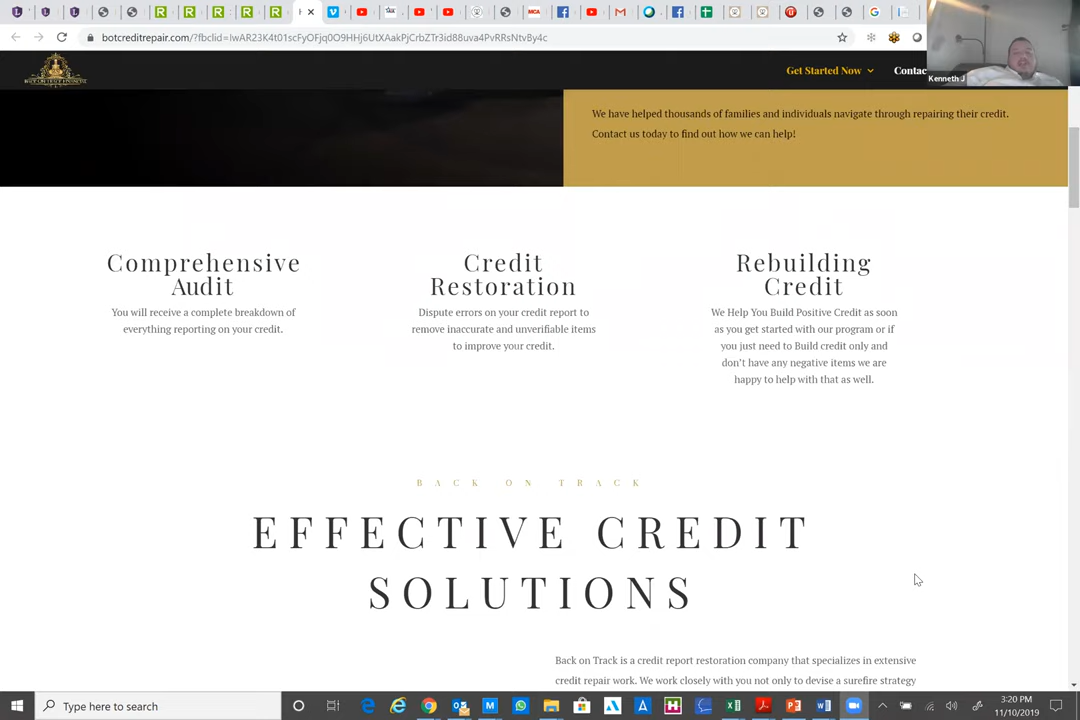 botcreditrepair.com/?fbclid=IwAR23K4t01scFyOFjq0O9HHj6UtXAakPjCrbZTr3id88uva4PvRRsNtvBy4c
BACK ON TRACK FINANCIAL
Get Started Now
Contac
Kenneth J
We have helped thousands of families and individuals navigate through repairing their credit.
Contact us today to find out how we can help!
Comprehensive
Audit
You will receive a complete breakdown of
everything reporting on your credit.
Credit
Restoration
Dispute errors on your credit report to
remove inaccurate and unverifiable items
to improve your credit.
Rebuilding
Credit
We Help You Build Positive Credit as soon
as you get started with our program or if
you just need to Build credit only and
don't have any negative items we are
happy to help with that as well.
BACK ON TRACK
EFFECTIVE CREDIT
SOLUTIONS
Back on Track is a credit report restoration company that specializes in extensive
credit repair work. We work closely with you not only to devise a surefire strategy
Type here to search
3:20 PM
11/10/2019